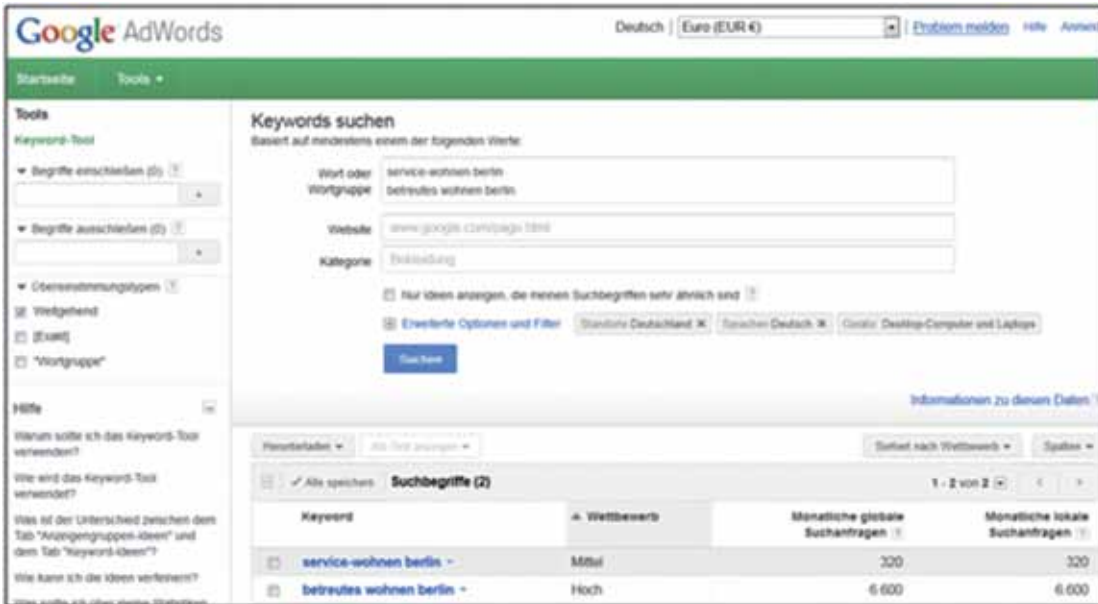 Google AdWords
Deutsch | Euro (EUR €) | Problem melden Hilfe
Startseite Tools
Tools
Keyword-Tool
Begriffe einschließen (0) ?
+
Begriffe ausschließen (0) ?
+
Übereinstimmungstypen ?
Weitgehend
[Exakt]
"Wortgruppe"
Hilfe
Warum sollte ich das Keyword-Tool
verwenden?
Wie wird das Keyword-Tool
verwendet?
Was ist der Unterschied zwischen dem
Tab "Anzeigengruppen-Ideen" und
dem Tab "Keyword-Ideen"?
Wie kann ich die Ideen verfeinern?
Keywords suchen
Basiert auf mindestens einem der folgenden Werte:
Wort oder
Wortgruppe
service-wohnen berlin
betreutes wohnen berlin
Website www.google.com/page.html
Kategorie Bekleidung
Nur Ideen anzeigen, die meinen Suchbegriffen sehr ähnlich sind ?
Erweiterte Optionen und Filter Standorte: Deutschland × Sprachen: Deutsch × Geräte: Desktop-Computer und Laptops
Suchen
Informationen zu diesen Daten ?
Herunterladen Als Text anzeigen Sortiert nach Wettbewerb Spalten
Alle speichern Suchbegriffe (2) 1 - 2 von 2
Keyword Wettbewerb Monatliche globale Suchanfragen ? Monatliche lokale Suchanfragen ?
service-wohnen berlin Mittel 320 320
betreutes wohnen berlin Hoch 6.600 6.600